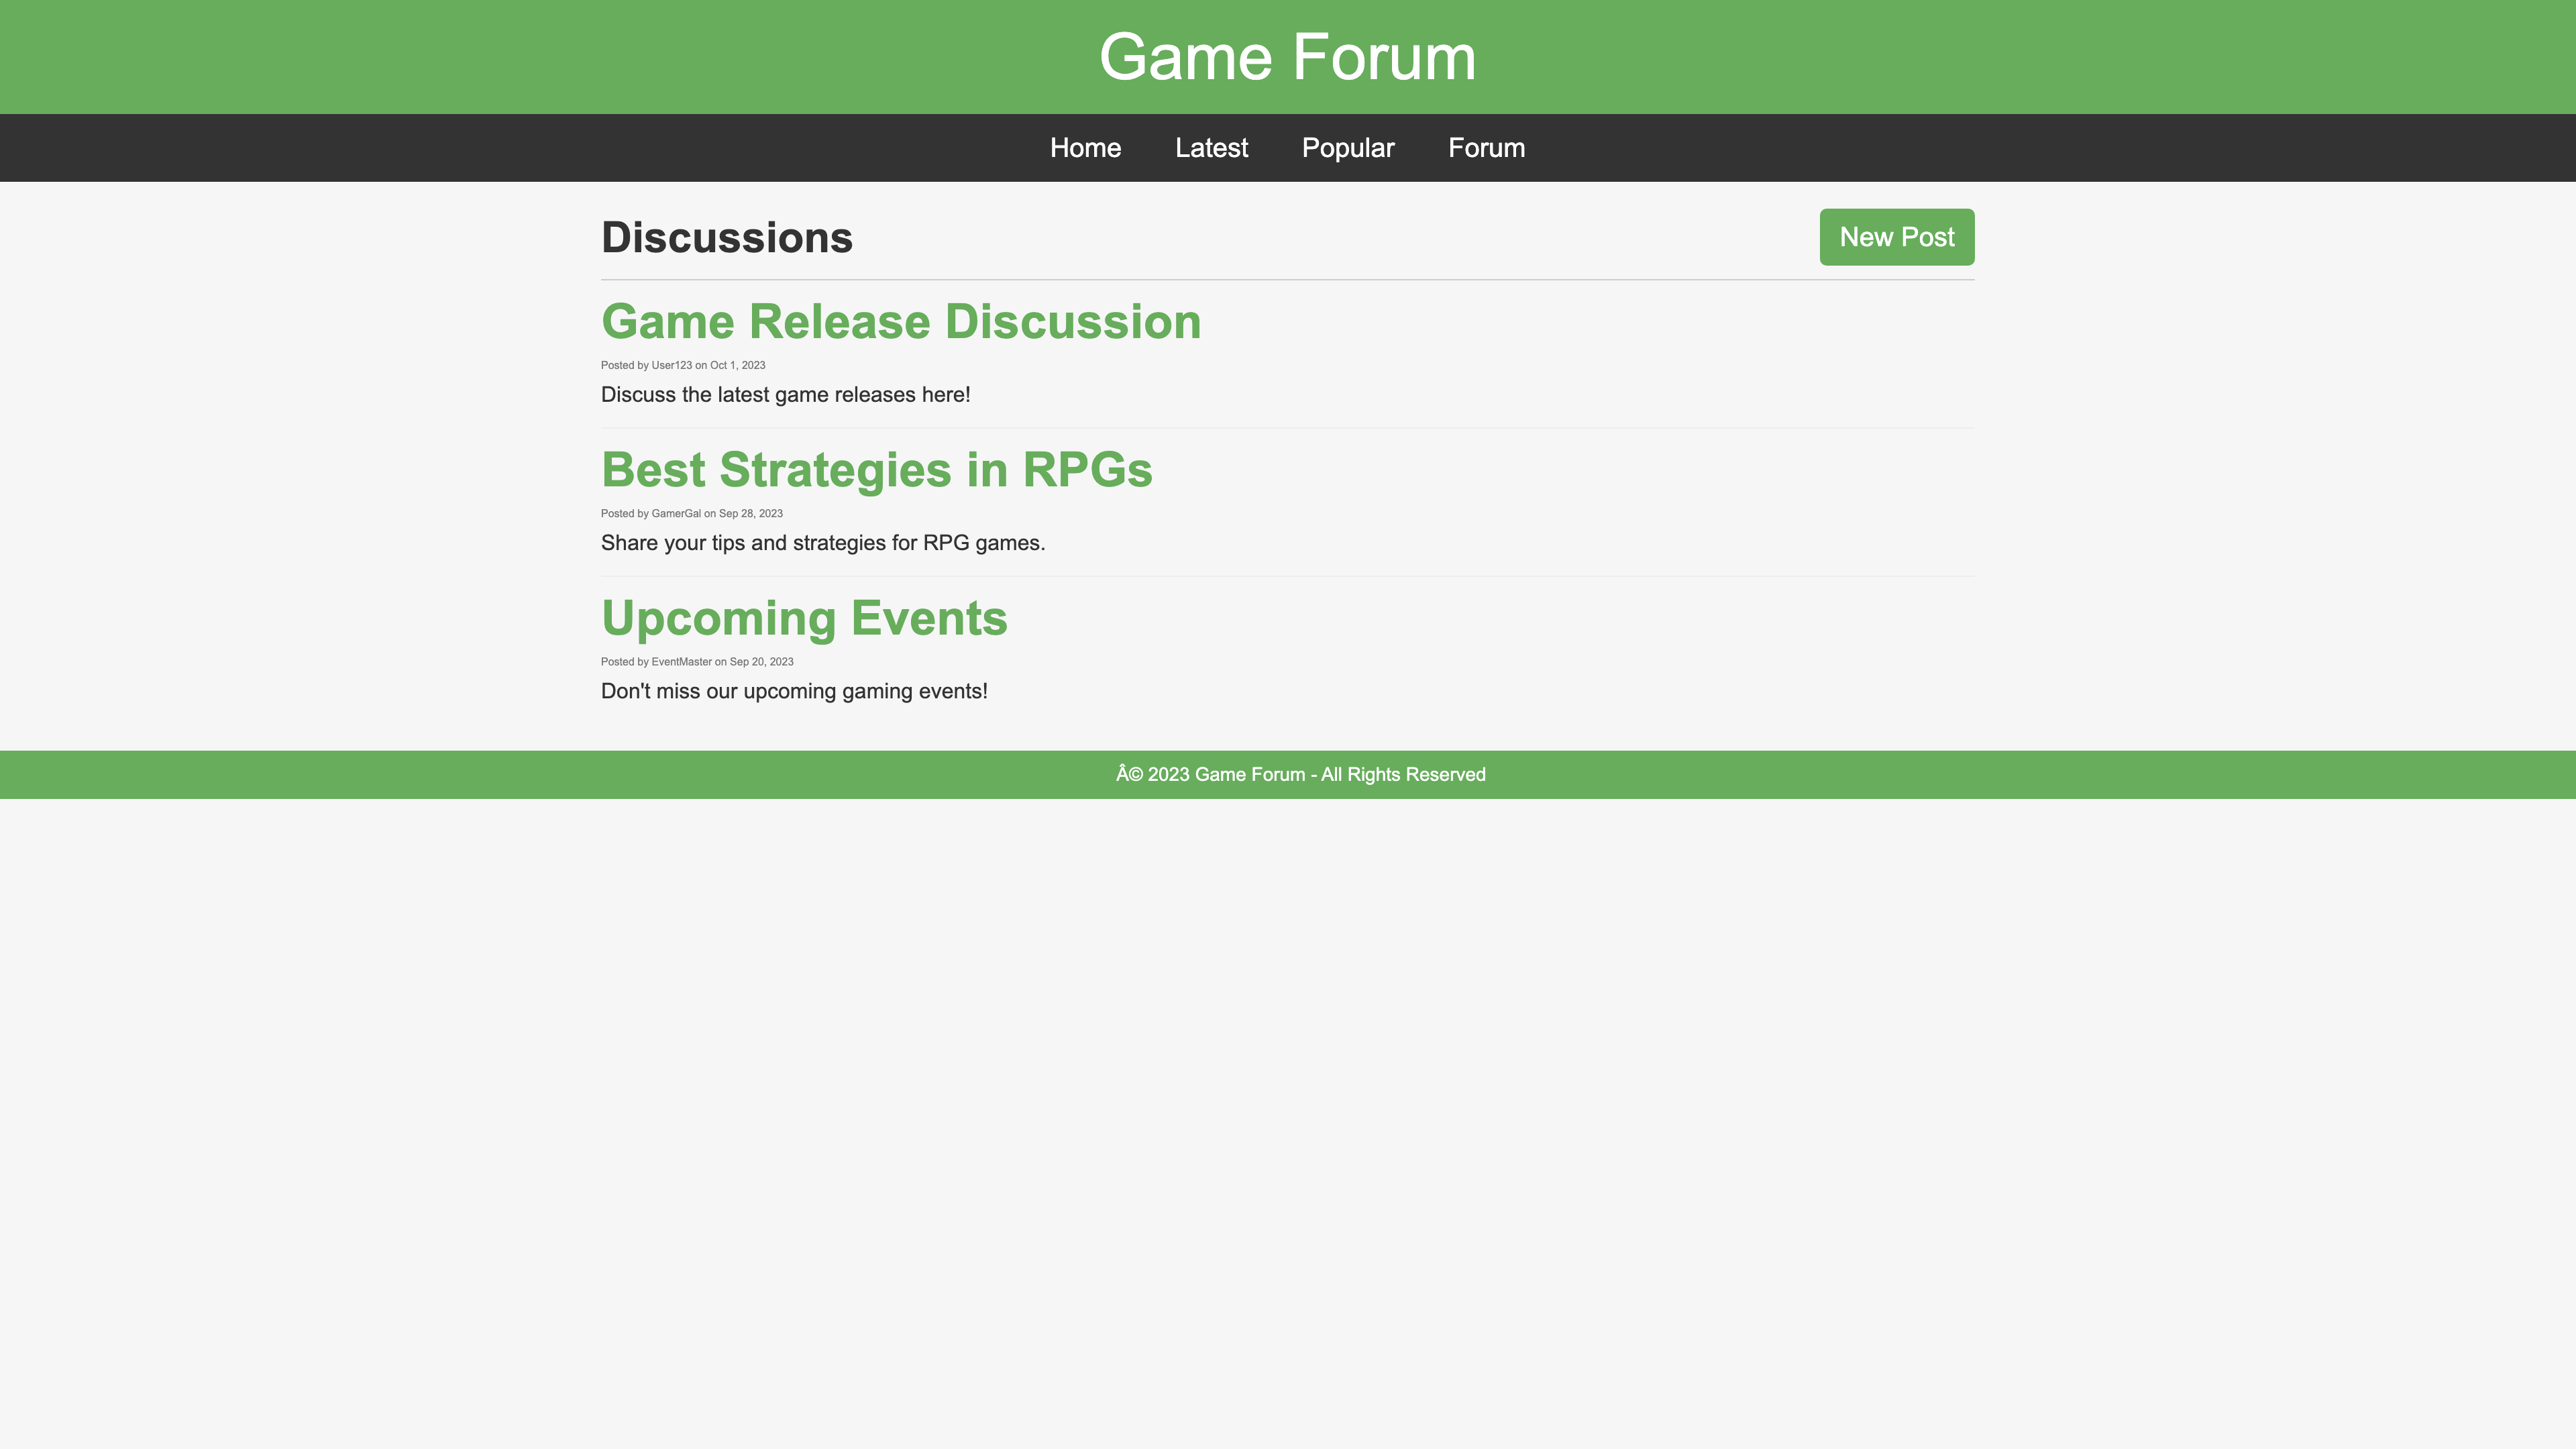 Game Forum
Home Latest Popular Forum
Discussions
New Post
Game Release Discussion
Posted by User123 on Oct 1, 2023
Discuss the latest game releases here!
Best Strategies in RPGs
Posted by GamerGal on Sep 28, 2023
Share your tips and strategies for RPG games.
Upcoming Events
Posted by EventMaster on Sep 20, 2023
Don't miss our upcoming gaming events!
Â© 2023 Game Forum - All Rights Reserved